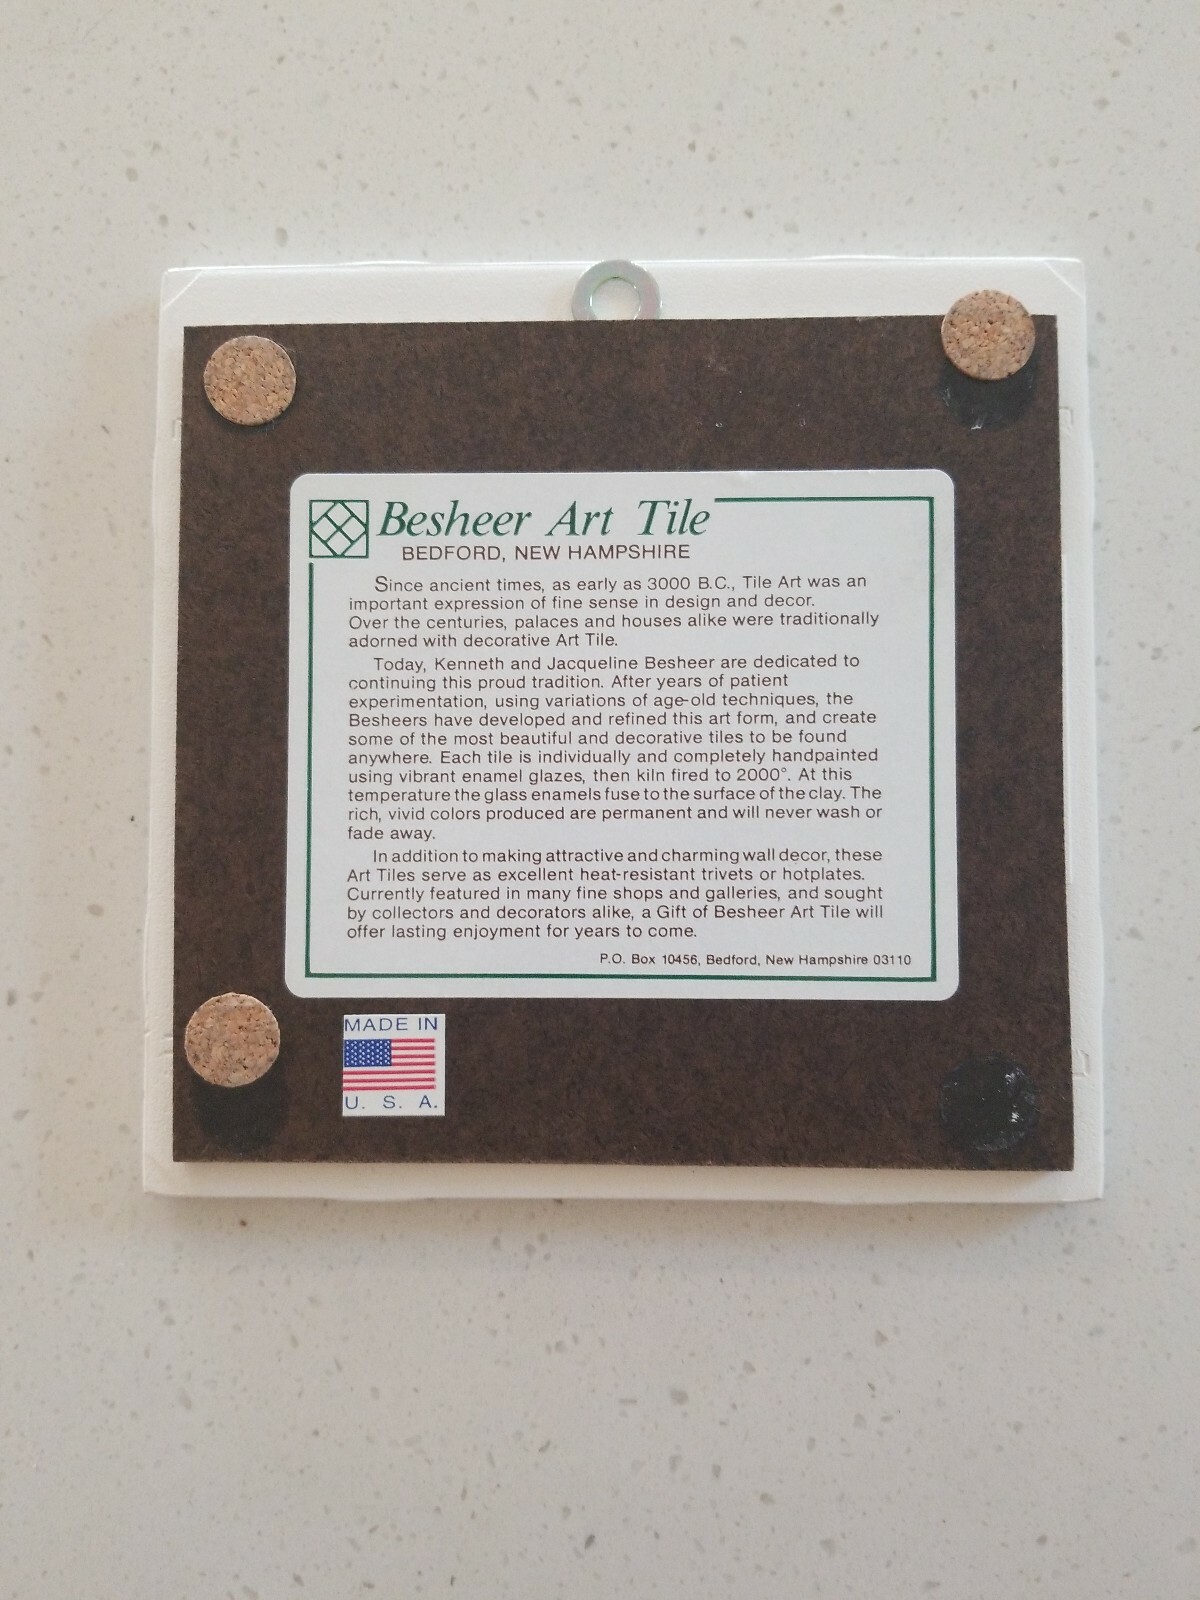 Besheer Art Tile
BEDFORD, NEW HAMPSHIRE
Since ancient times, as early as 3000 B.C., Tile Art was an
important expression of fine sense in design and decor.
Over the centuries, palaces and houses alike were traditionally
adorned with decorative Art Tile.
Today, Kenneth and Jacqueline Besheer are dedicated to
continuing this proud tradition. After years of patient
experimentation, using variations of age-old techniques, the
Besheers have developed and refined this art form, and create
some of the most beautiful and decorative tiles to be found
anywhere. Each tile is individually and completely handpainted
using vibrant enamel glazes, then kiln fired to 2000°. At this
temperature the glass enamels fuse to the surface of the clay. The
rich, vivid colors produced are permanent and will never wash or
fade away.
In addition to making attractive and charming wall decor, these
Art Tiles serve as excellent heat-resistant trivets or hotplates.
Currently featured in many fine shops and galleries, and sought
by collectors and decorators alike, a Gift of Besheer Art Tile will
offer lasting enjoyment for years to come.
P.O. Box 10456, Bedford, New Hampshire 03110
MADE IN
U. S. A.